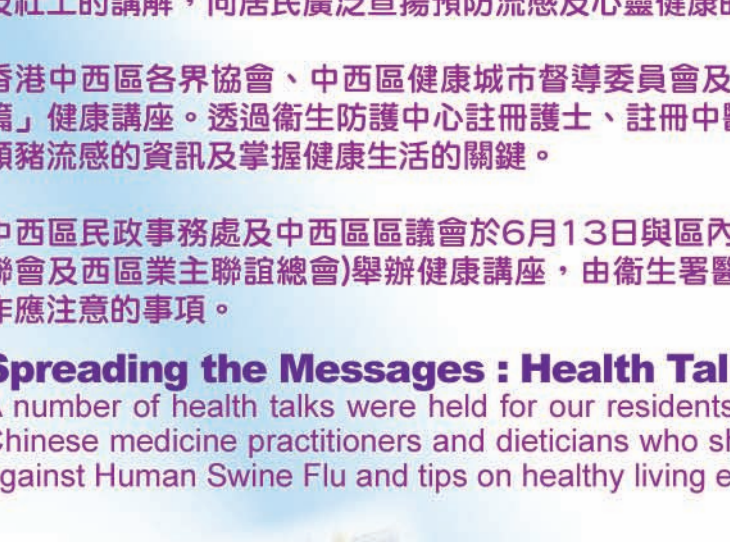 及社工的講解，向居民廣泛宣揚預防流感及心靈健康的
香港中西區各界協會、中西區健康城市督導委員會及
篇」健康講座。透過衞生防護中心註冊護士、註冊中醫
類豬流感的資訊及掌握健康生活的關鍵。
中西區民政事務處及中西區區議會於6月13日與區內
聯會及西區業主聯誼總會)舉辦健康講座，由衞生署醫
作應注意的事項。
Spreading the Messages : Health Tal
A number of health talks were held for our residents
Chinese medicine practitioners and dieticians who sh
gainst Human Swine Flu and tips on healthy living e